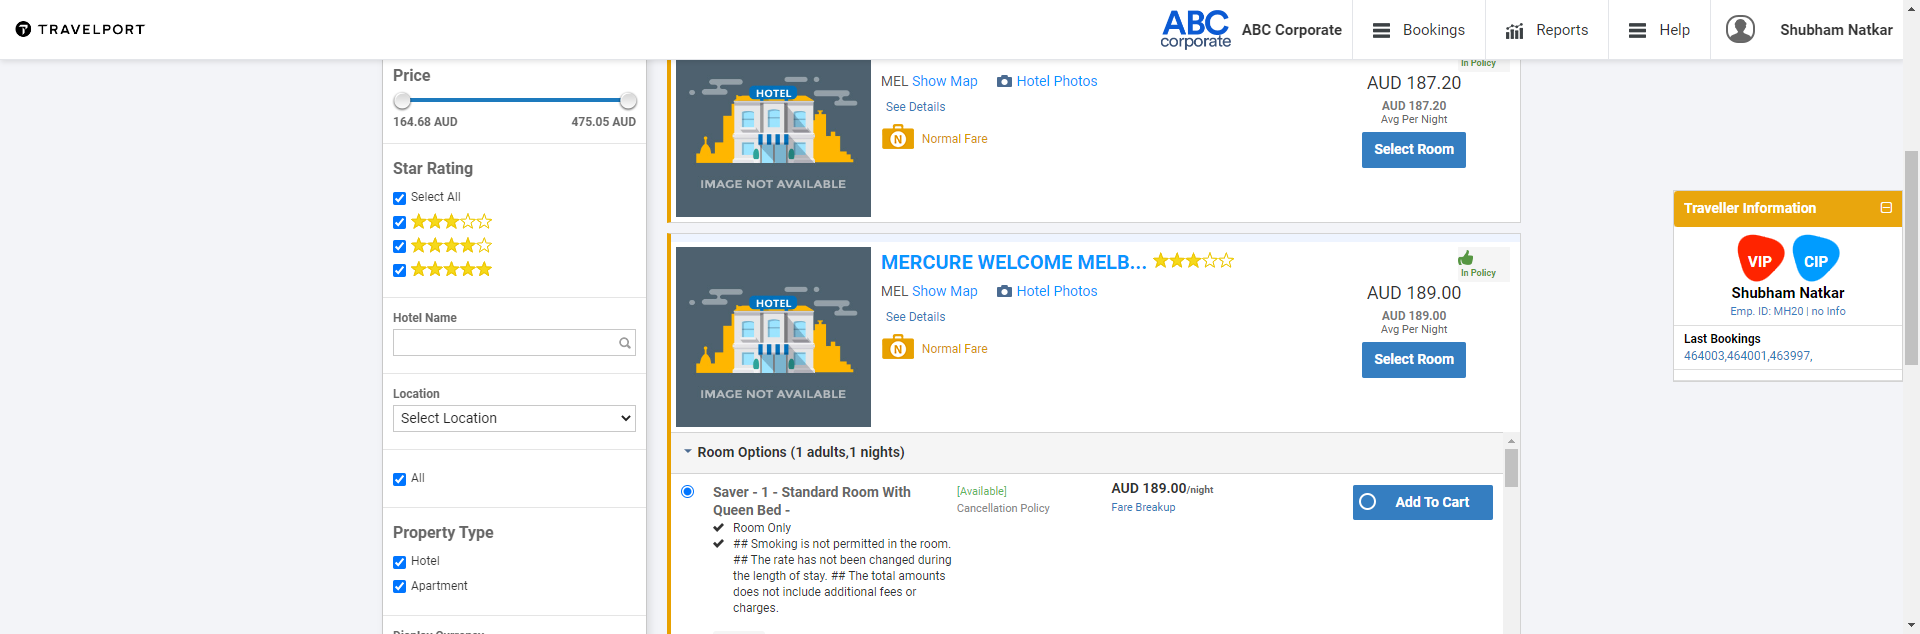 TRAVELPORT
ABC
corporate
ABC Corporate
Bookings
Reports
Help
Shubham Natkar
Price
164.68 AUD
475.05 AUD
Star Rating
Select All
Hotel Name
Location
Select Location
All
Property Type
Hotel
Apartment
Display Currency
HOTEL
IMAGE NOT AVAILABLE
MEL Show Map
Hotel Photos
See Details
N
Normal Fare
In Policy
AUD 187.20
AUD 187.20
Avg Per Night
Select Room
HOTEL
IMAGE NOT AVAILABLE
MERCURE WELCOME MELB...
MEL Show Map
Hotel Photos
See Details
N
Normal Fare
In Policy
AUD 189.00
AUD 189.00
Avg Per Night
Select Room
Room Options (1 adults,1 nights)
Saver - 1 - Standard Room With
Queen Bed -
Room Only
## Smoking is not permitted in the room.
## The rate has not been changed during
the length of stay. ## The total amounts
does not include additional fees or
charges.
[Available]
Cancellation Policy
AUD 189.00/night
Fare Breakup
Add To Cart
Traveller Information
VIP
CIP
Shubham Natkar
Emp. ID: MH20 | no Info
Last Bookings
464003,464001,463997,